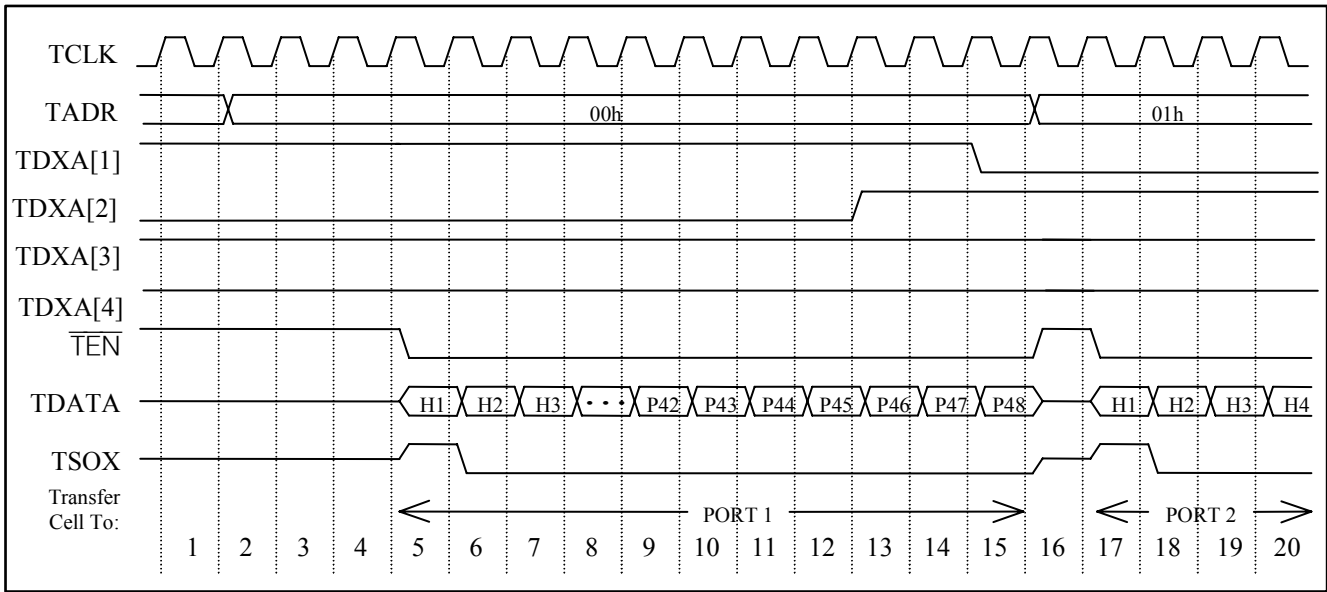 TCLK
TADR 00h 01h
TDXA[1]
TDXA[2]
TDXA[3]
TDXA[4]
TEN
TDATA H1 H2 H3 ··· P42 P43 P44 P45 P46 P47 P48 H1 H2 H3 H4
TSOX
Transfer
Cell To: PORT 1 PORT 2
1 2 3 4 5 6 7 8 9 10 11 12 13 14 15 16 17 18 19 20